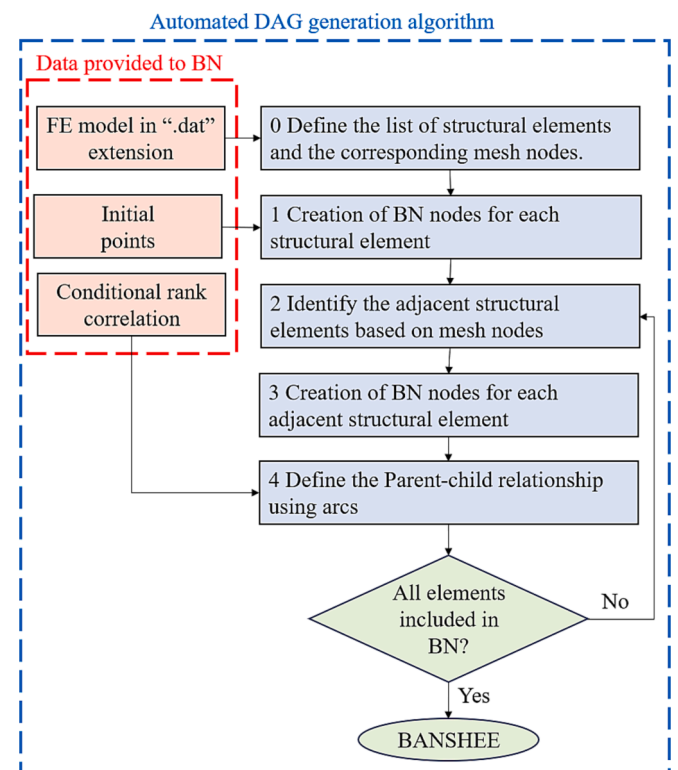 Automated DAG generation algorithm
Data provided to BN
FE model in “.dat”
extension
Initial
points
Conditional rank
correlation
0 Define the list of structural elements
and the corresponding mesh nodes.
1 Creation of BN nodes for each
structural element
2 Identify the adjacent structural
elements based on mesh nodes
3 Creation of BN nodes for each
adjacent structural element
4 Define the Parent-child relationship
using arcs
All elements
included in
BN?
No
Yes
BANSHEE